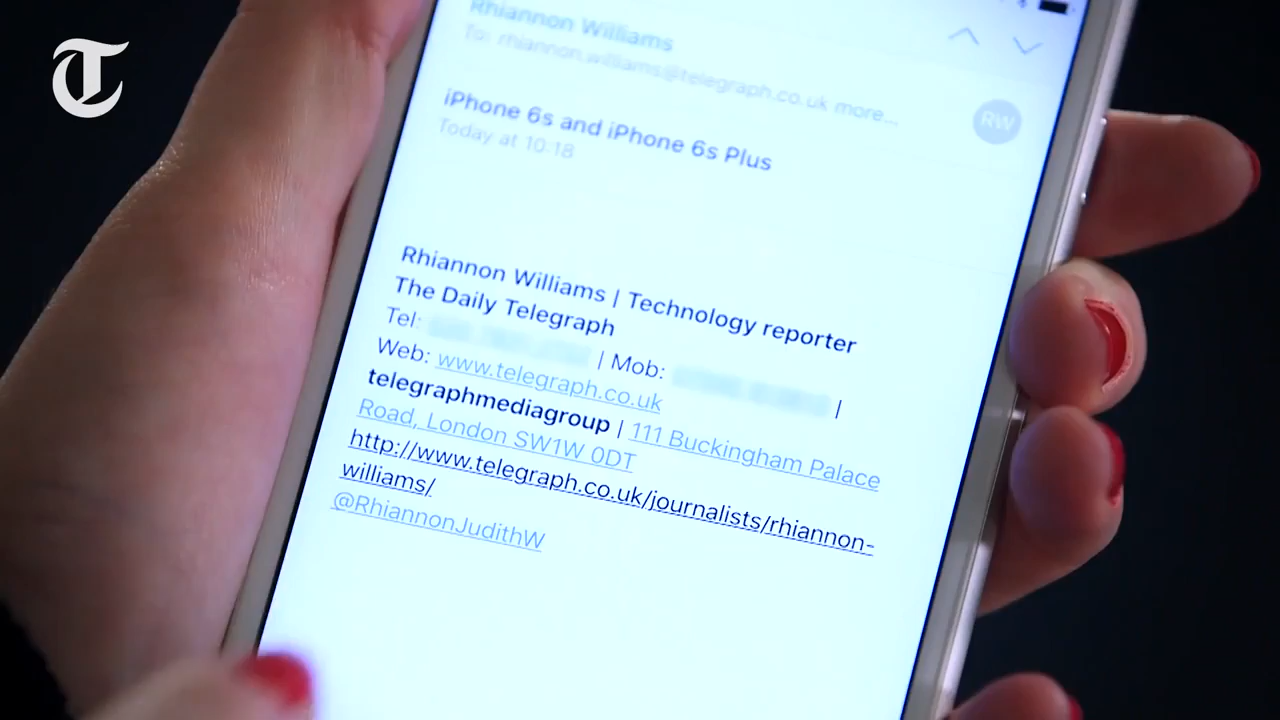 T
Rhiannon Williams
To: rhiannon.williams@telegraph.co.uk more...
RW
iPhone 6s and iPhone 6s Plus
Today at 10:18
Rhiannon Williams | Technology reporter
The Daily Telegraph
Tel: | Mob: |
Web: www.telegraph.co.uk
telegraphmediagroup | 111 Buckingham Palace
Road, London SW1W 0DT
http://www.telegraph.co.uk/journalists/rhiannon-
williams/
@RhiannonJudithW